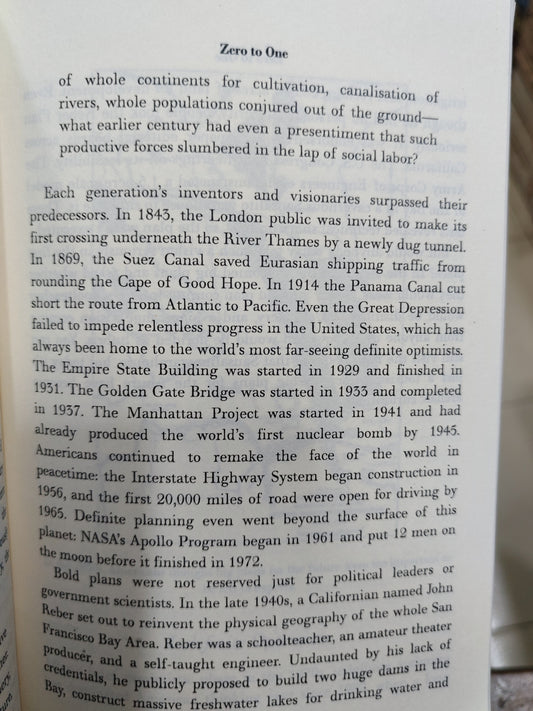 Zero to One
of whole continents for cultivation, canalisation of
rivers, whole populations conjured out of the ground—
what earlier century had even a presentiment that such
productive forces slumbered in the lap of social labor?
Each generation's inventors and visionaries surpassed their
predecessors. In 1843, the London public was invited to make its
first crossing underneath the River Thames by a newly dug tunnel.
In 1869, the Suez Canal saved Eurasian shipping traffic from
rounding the Cape of Good Hope. In 1914 the Panama Canal cut
short the route from Atlantic to Pacific. Even the Great Depression
failed to impede relentless progress in the United States, which has
always been home to the world's most far-seeing definite optimists.
The Empire State Building was started in 1929 and finished in
1931. The Golden Gate Bridge was started in 1933 and completed
in 1937. The Manhattan Project was started in 1941 and had
already produced the world's first nuclear bomb by 1945.
Americans continued to remake the face of the world in
peacetime: the Interstate Highway System began construction in
1956, and the first 20,000 miles of road were open for driving by
1965. Definite planning even went beyond the surface of this
planet: NASA's Apollo Program began in 1961 and put 12 men on
the moon before it finished in 1972.
Bold plans were not reserved just for political leaders or
government scientists. In the late 1940s, a Californian named John
Reber set out to reinvent the physical geography of the whole San
Francisco Bay Area. Reber was a schoolteacher, an amateur theater
producer, and a self-taught engineer. Undaunted by his lack of
credentials, he publicly proposed to build two huge dams in the
Bay, construct massive freshwater lakes for drinking water and